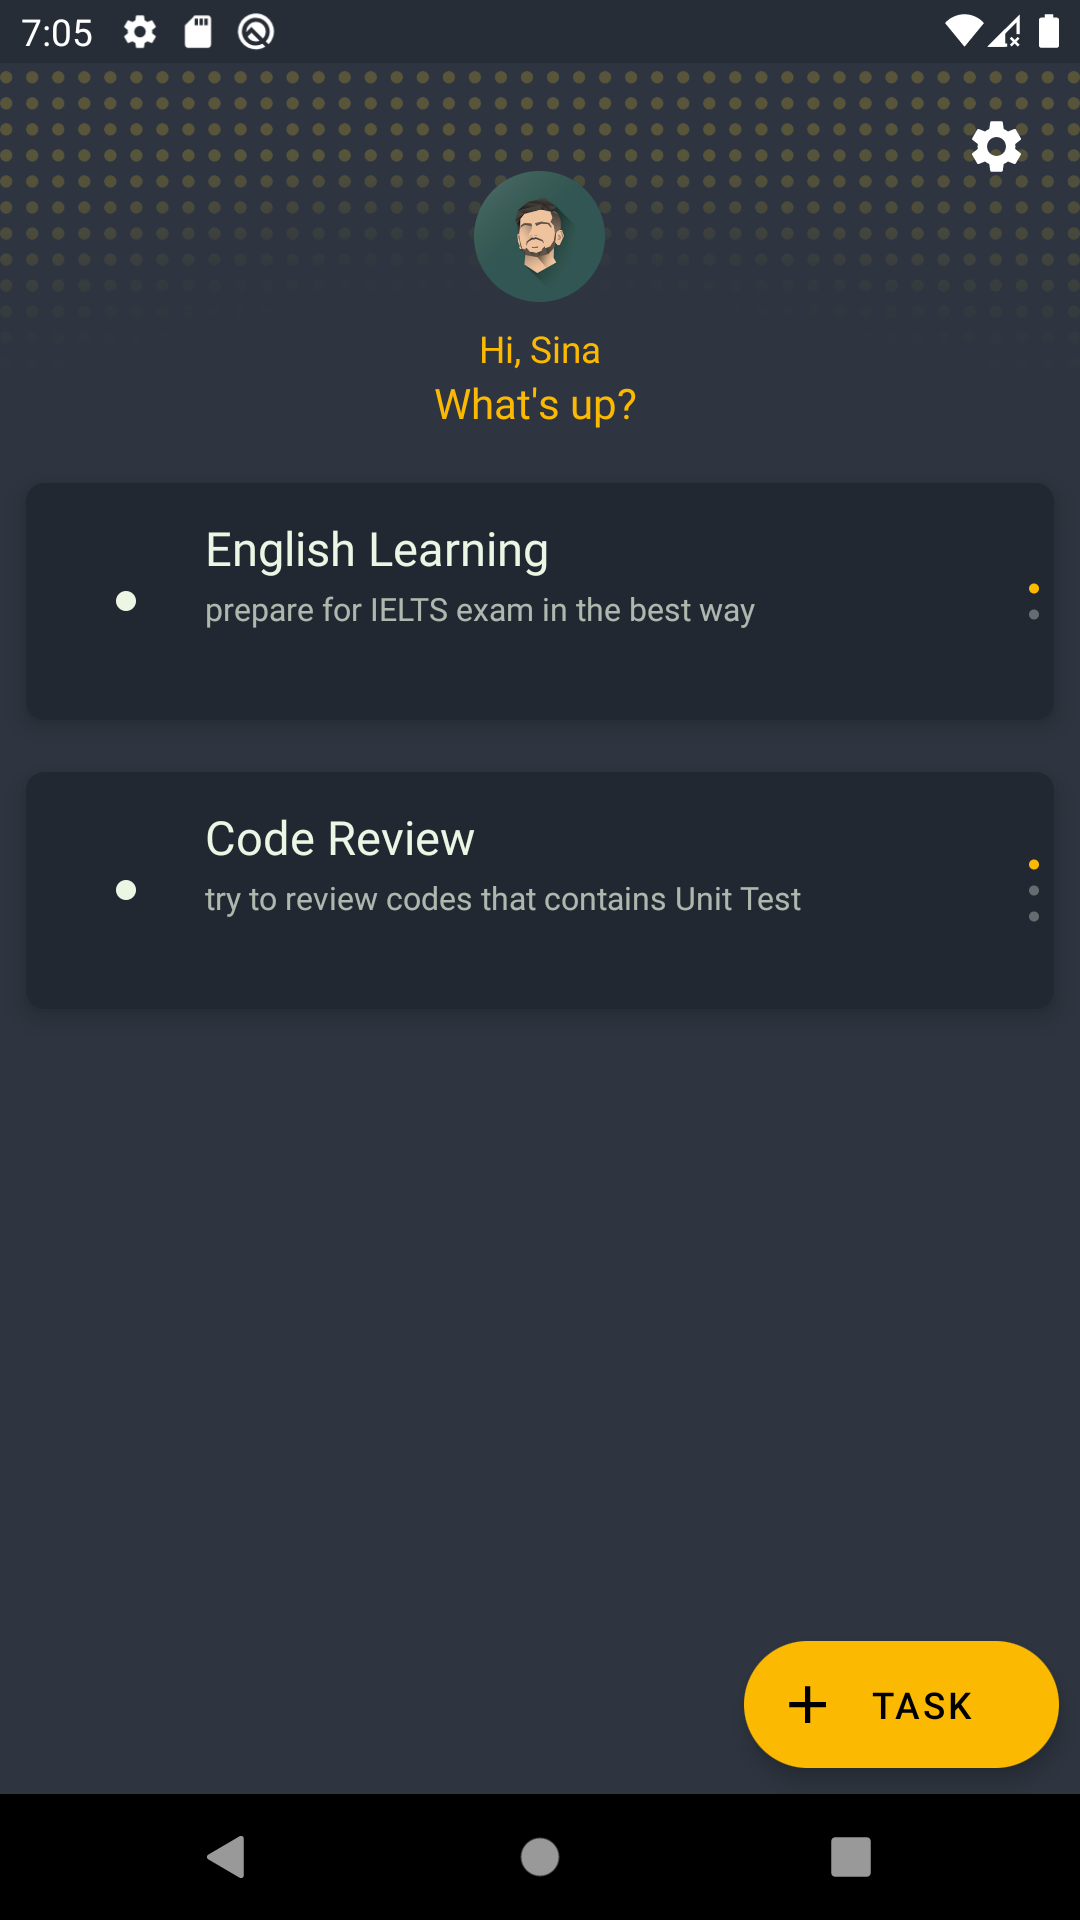 7:05
Hi, Sina
What's up?
English Learning
prepare for IELTS exam in the best way
Code Review
try to review codes that contains Unit Test
TASK